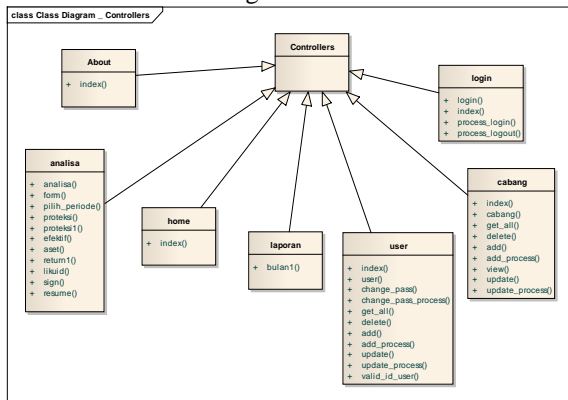 class Class Diagram _ Controllers
Controllers
About
+ index()
login
+ login()
+ index()
+ process_login()
+ process_logout()
analisa
+ analisa()
+ form()
+ pilih_periode()
+ proteksi()
+ proteksi1()
+ efektif()
+ aset()
+ return1()
+ likuid()
+ sign()
+ resume()
home
+ index()
laporan
+ bulan1()
user
+ index()
+ user()
+ change_pass()
+ change_pass_process()
+ get_all()
+ delete()
+ add()
+ add_process()
+ update()
+ update_process()
+ valid_id_user()
cabang
+ index()
+ cabang()
+ get_all()
+ delete()
+ add()
+ add_process()
+ view()
+ update()
+ update_process()